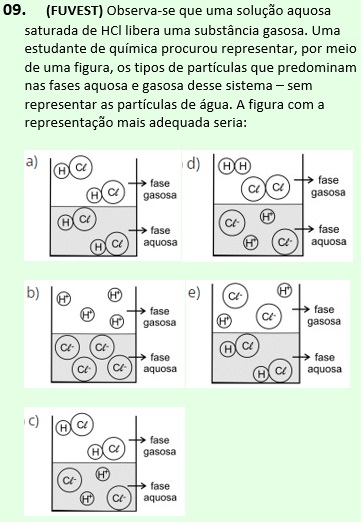 09. (FUVEST) Observa-se que uma solução aquosa
saturada de HCl libera uma substância gasosa. Uma
estudante de química procurou representar, por meio
de uma figura, os tipos de partículas que predominam
nas fases aquosa e gasosa desse sistema – sem
representar as partículas de água. A figura com a
representação mais adequada seria:
a)
H Cℓ
H Cℓ
fase
gasosa
H Cℓ
H Cℓ
fase
aquosa
d)
H H
Cℓ Cℓ
fase
gasosa
Cℓ- H+
H+ Cℓ-
fase
aquosa
b)
H+ H+
H+ H+
fase
gasosa
Cℓ- Cℓ-
Cℓ- Cℓ-
fase
aquosa
e)
Cℓ- H+
H+ Cℓ-
fase
gasosa
H Cℓ
H Cℓ
fase
aquosa
c)
H Cℓ
H Cℓ
fase
gasosa
Cℓ- H+
H+ Cℓ-
fase
aquosa